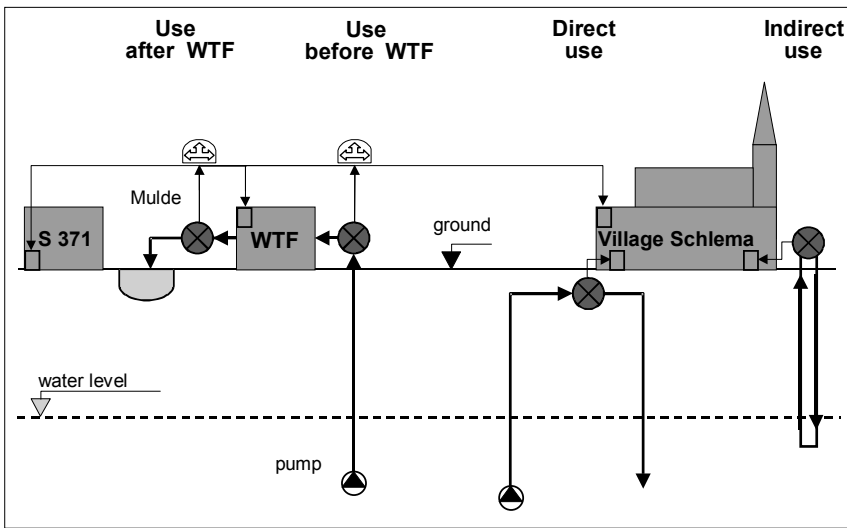 Use
after WTF
Use
before WTF
Direct
use
Indirect
use
Mulde
S 371
WTF
ground
Village Schlema
water level
pump